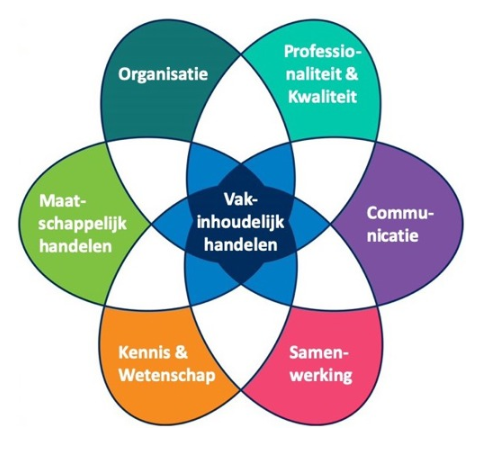 Organisatie
Professio-
naliteit &
Kwaliteit
Maat-
schappelijk
handelen
Vak-
inhoudelijk
handelen
Commu-
nicatie
Kennis &
Wetenschap
Samen-
werking